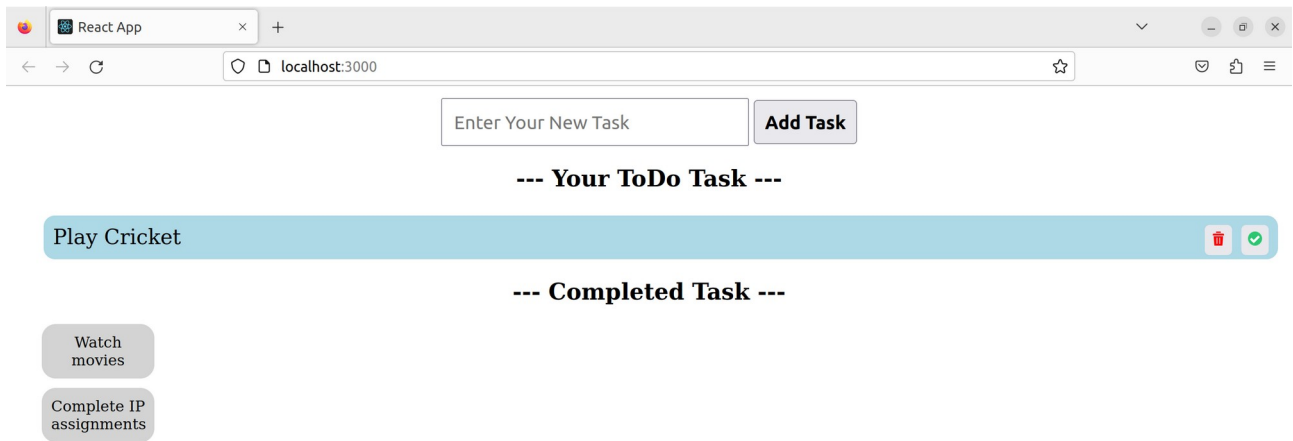 React App
localhost:3000
Enter Your New Task
Add Task
--- Your ToDo Task ---
Play Cricket
--- Completed Task ---
Watch
movies
Complete IP
assignments